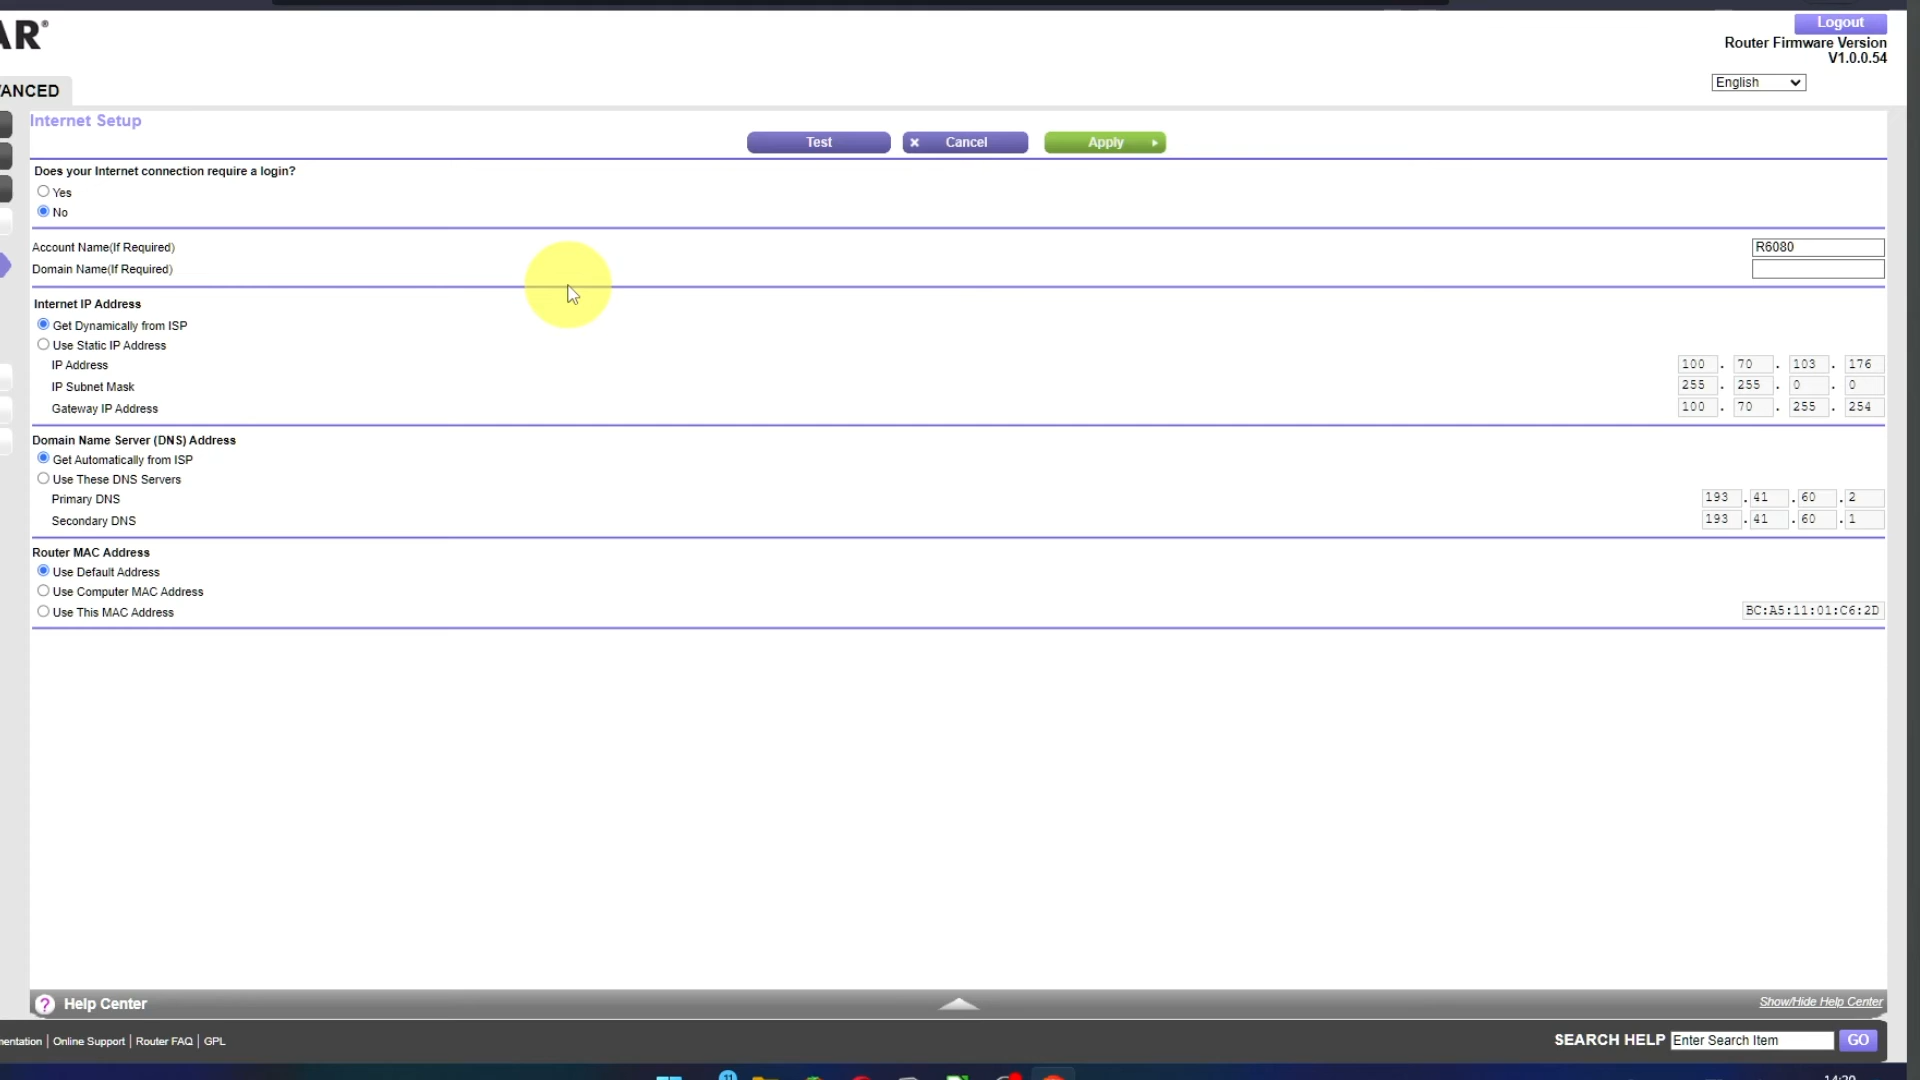 AR®
Logout
Router Firmware Version
V1.0.0.54
English
VANCED
Internet Setup
Test
Cancel
Apply
Does your Internet connection require a login?
Yes
No
Account Name(If Required) R6080
Domain Name(If Required)
Internet IP Address
Get Dynamically from ISP
Use Static IP Address
IP Address 100 . 70 . 103 . 176
IP Subnet Mask 255 . 255 . 0 . 0
Gateway IP Address 100 . 70 . 255 . 254
Domain Name Server (DNS) Address
Get Automatically from ISP
Use These DNS Servers
Primary DNS 193 . 41 . 60 . 2
Secondary DNS 193 . 41 . 60 . 1
Router MAC Address
Use Default Address
Use Computer MAC Address
Use This MAC Address BC:A5:11:01:C6:2D
? Help Center
Show/Hide Help Center
mentation | Online Support | Router FAQ | GPL
SEARCH HELP Enter Search Item GO
11